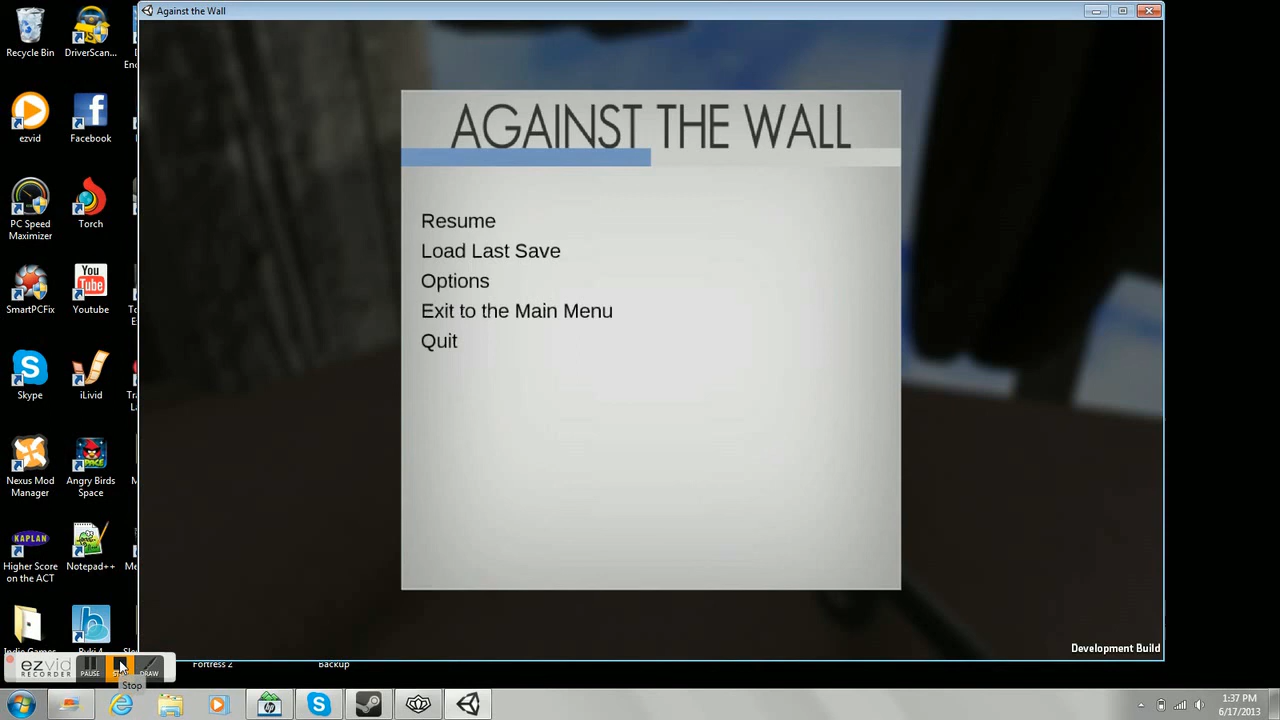 Against the Wall
Recycle Bin
DriverScan...
ezvid
Facebook
PC Speed
Maximizer
Torch
SmartPCFix
You
Tube
Youtube
Skype
iLivid
Nexus Mod
Manager
Angry Birds
Space
KAPLAN
Higher Score
on the ACT
Notepad++
AGAINST THE WALL
Resume
Load Last Save
Options
Exit to the Main Menu
Quit
Development Build
ezvid
RECORDER
PAUSE
DRAW
Stop
Fortress 2
Backup
1:37 PM
6/17/2013